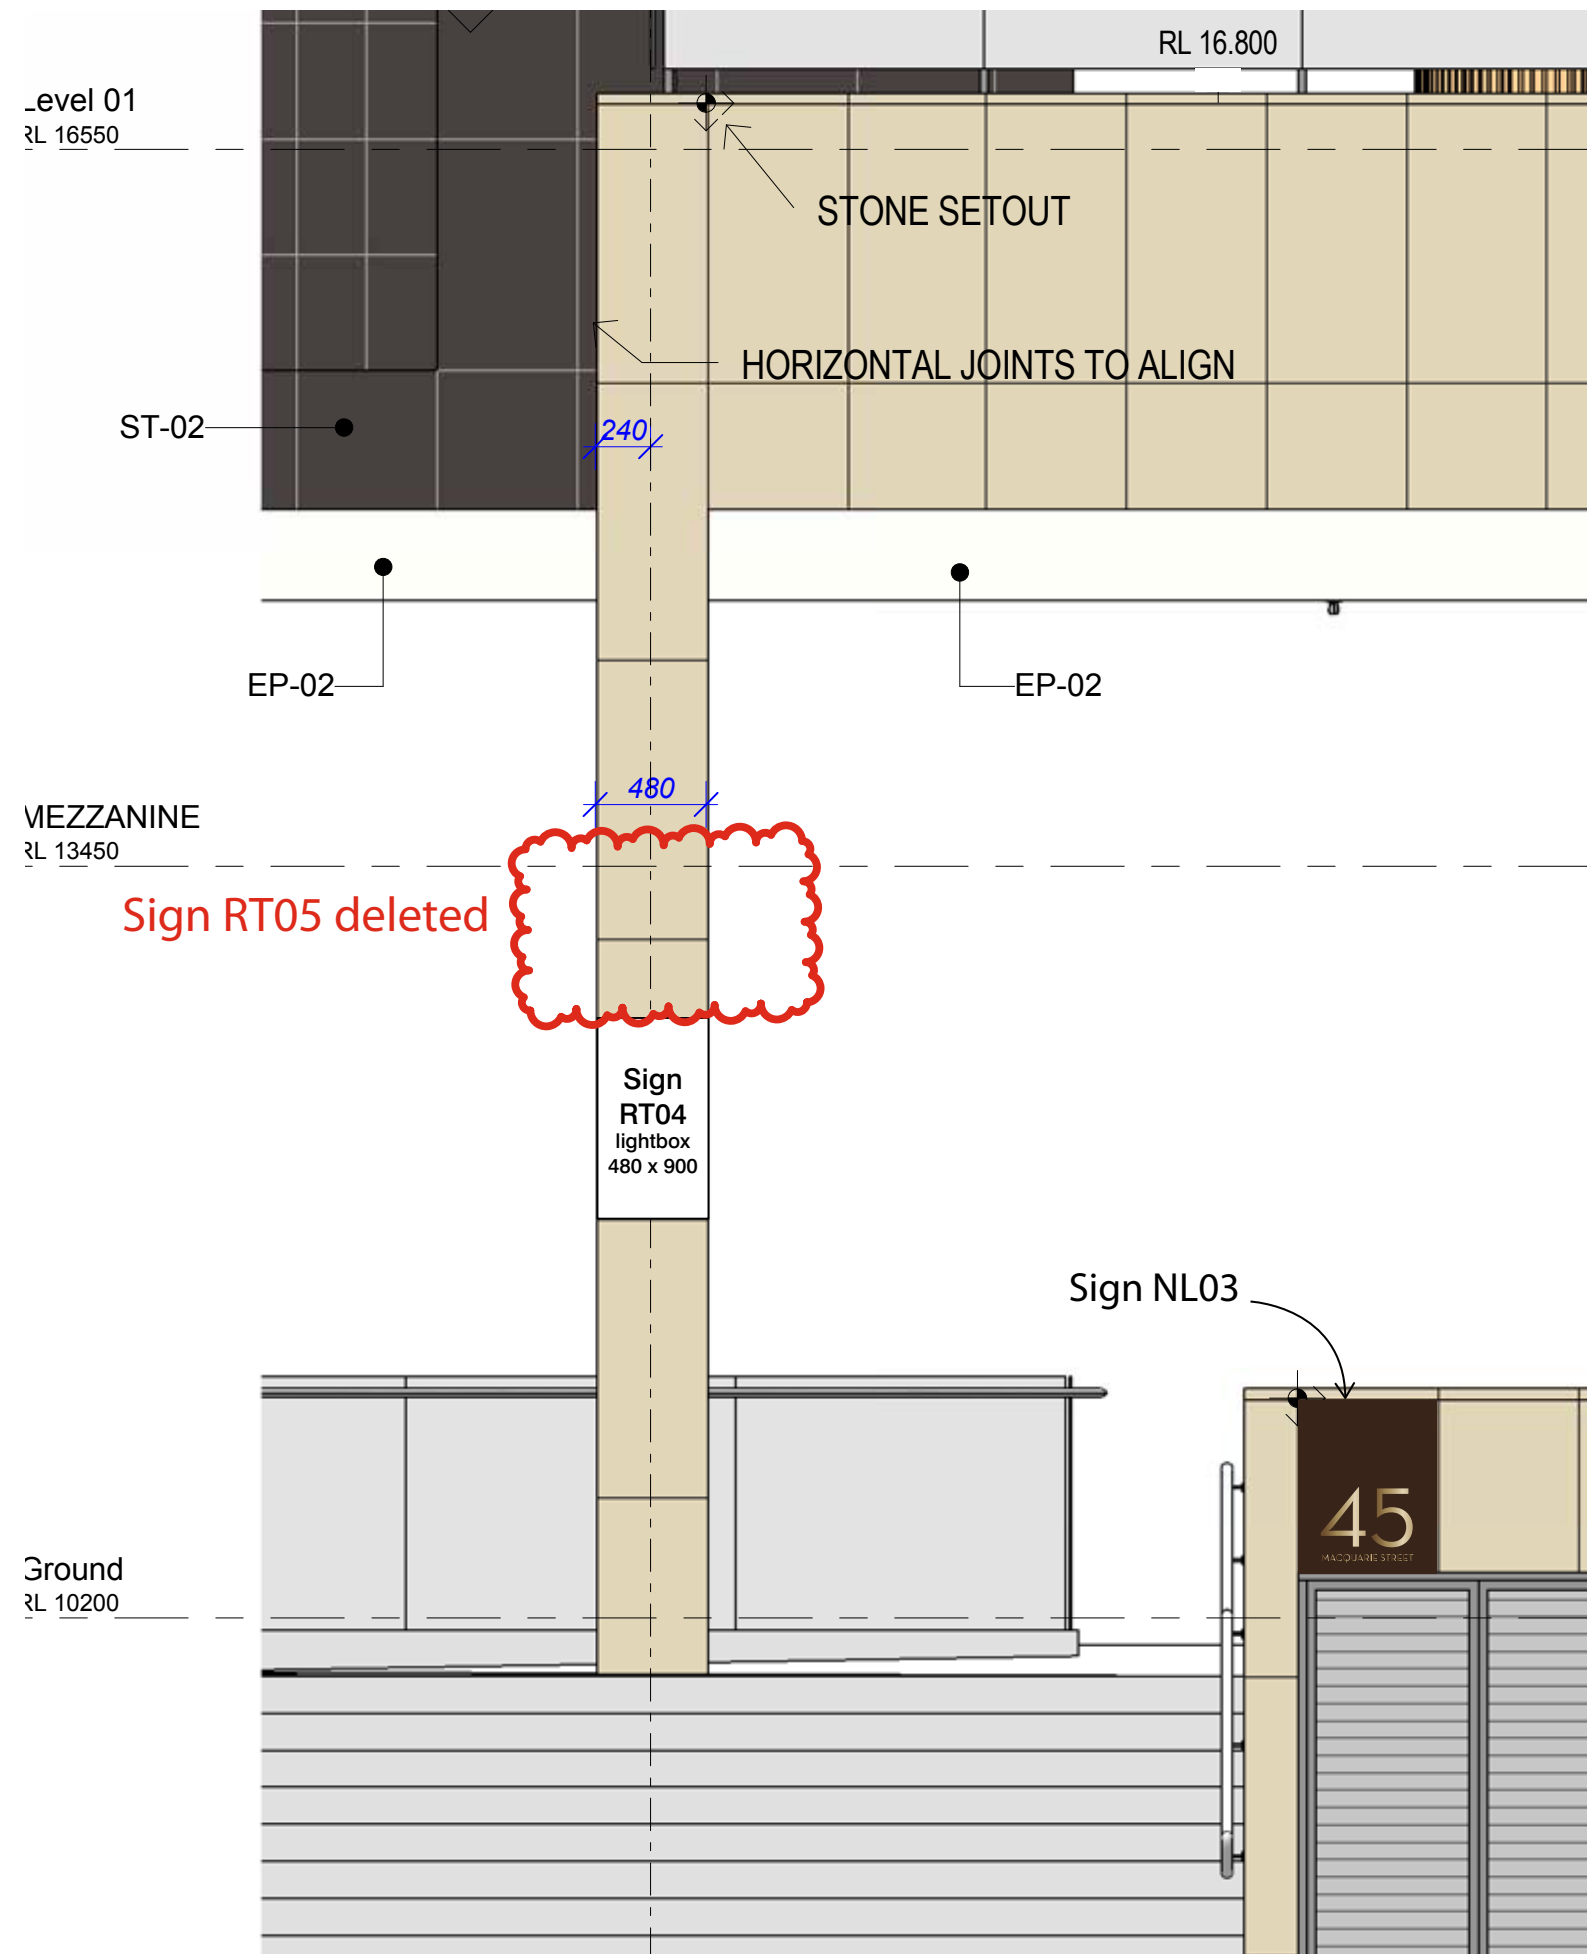 RL 16.800
Level 01
RL 16550
STONE SETOUT
HORIZONTAL JOINTS TO ALIGN
ST-02
240
EP-02
EP-02
480
MEZZANINE
RL 13450
Sign RT05 deleted
Sign
RT04
lightbox
480 x 900
Sign NL03
45
MACQUARIE STREET
Ground
RL 10200